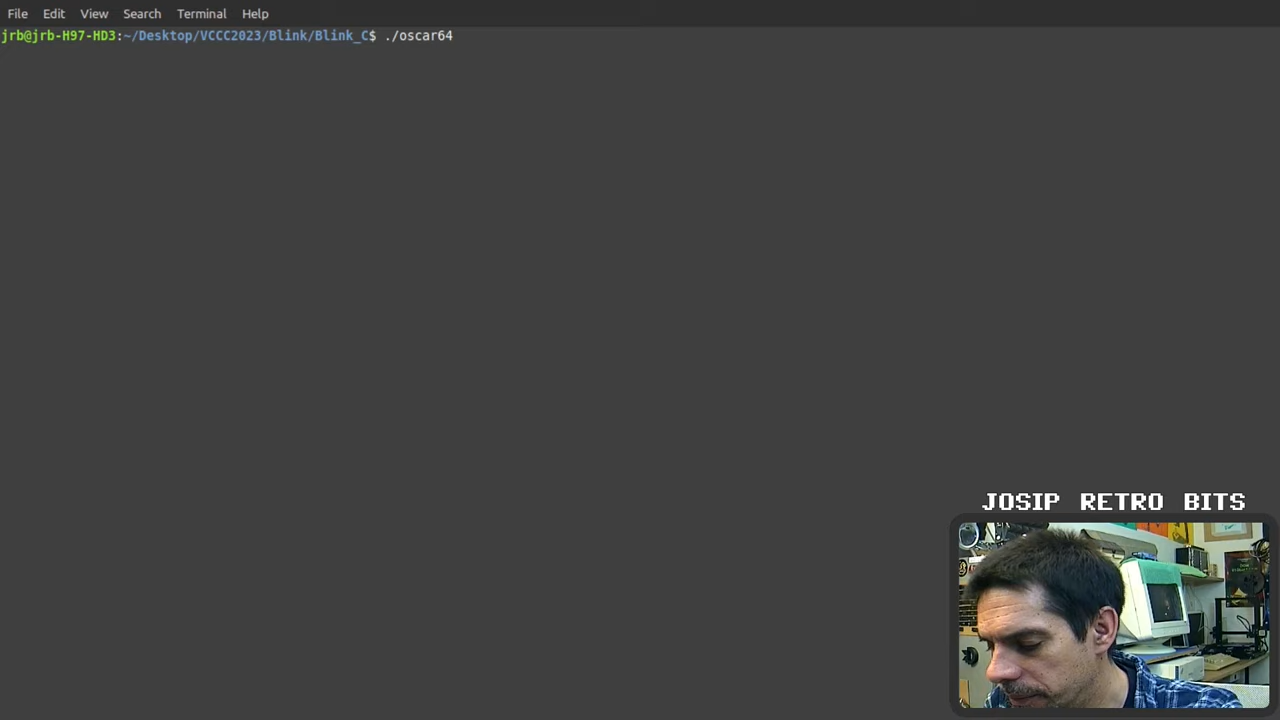 File Edit View Search Terminal Help
jrb@jrb-H97-HD3:~/Desktop/VCCC2023/Blink/Blink_C$ ./oscar64
JOSIP RETRO BITS